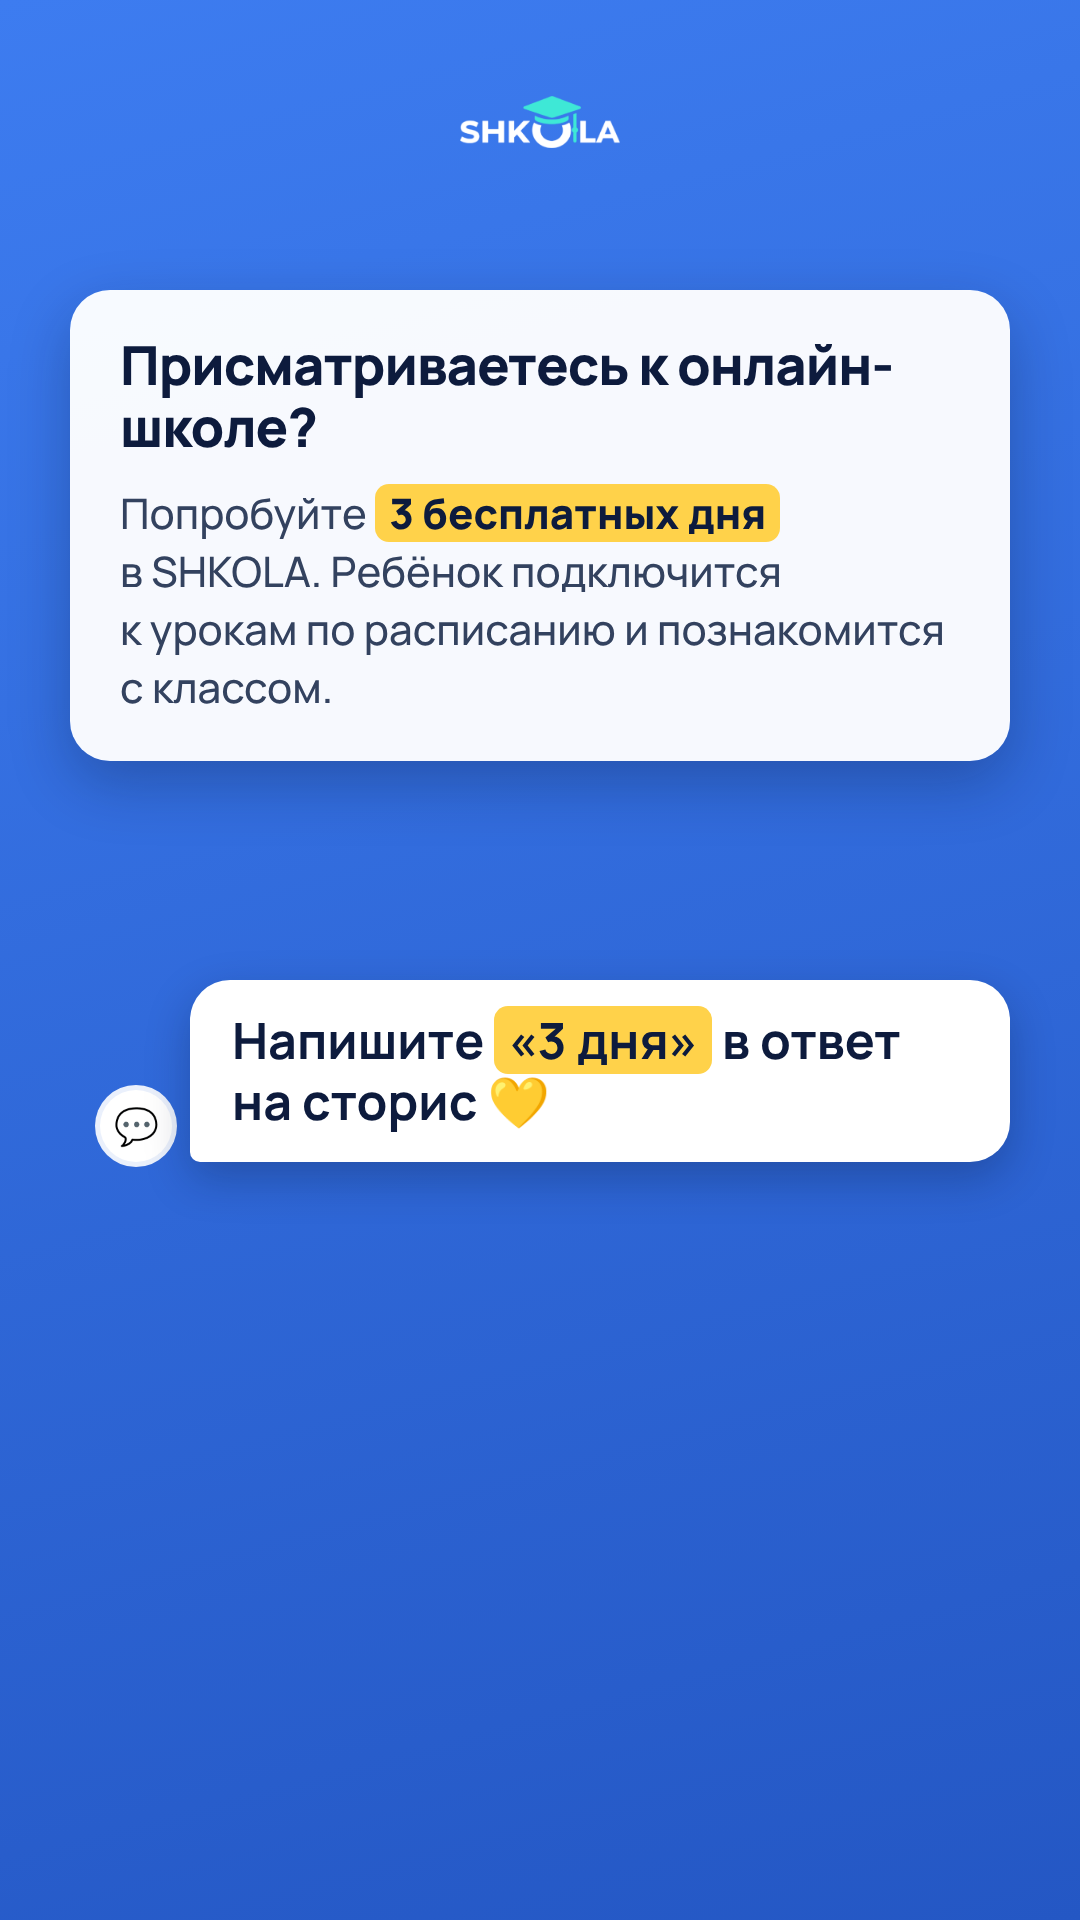 SHKOLA
Присматриваетесь к онлайн-
школе?
Попробуйте 3 бесплатных дня
в SHKOLA. Ребёнок подключится
к урокам по расписанию и познакомится
с классом.
Напишите «3 дня» в ответ
на сторис 💛